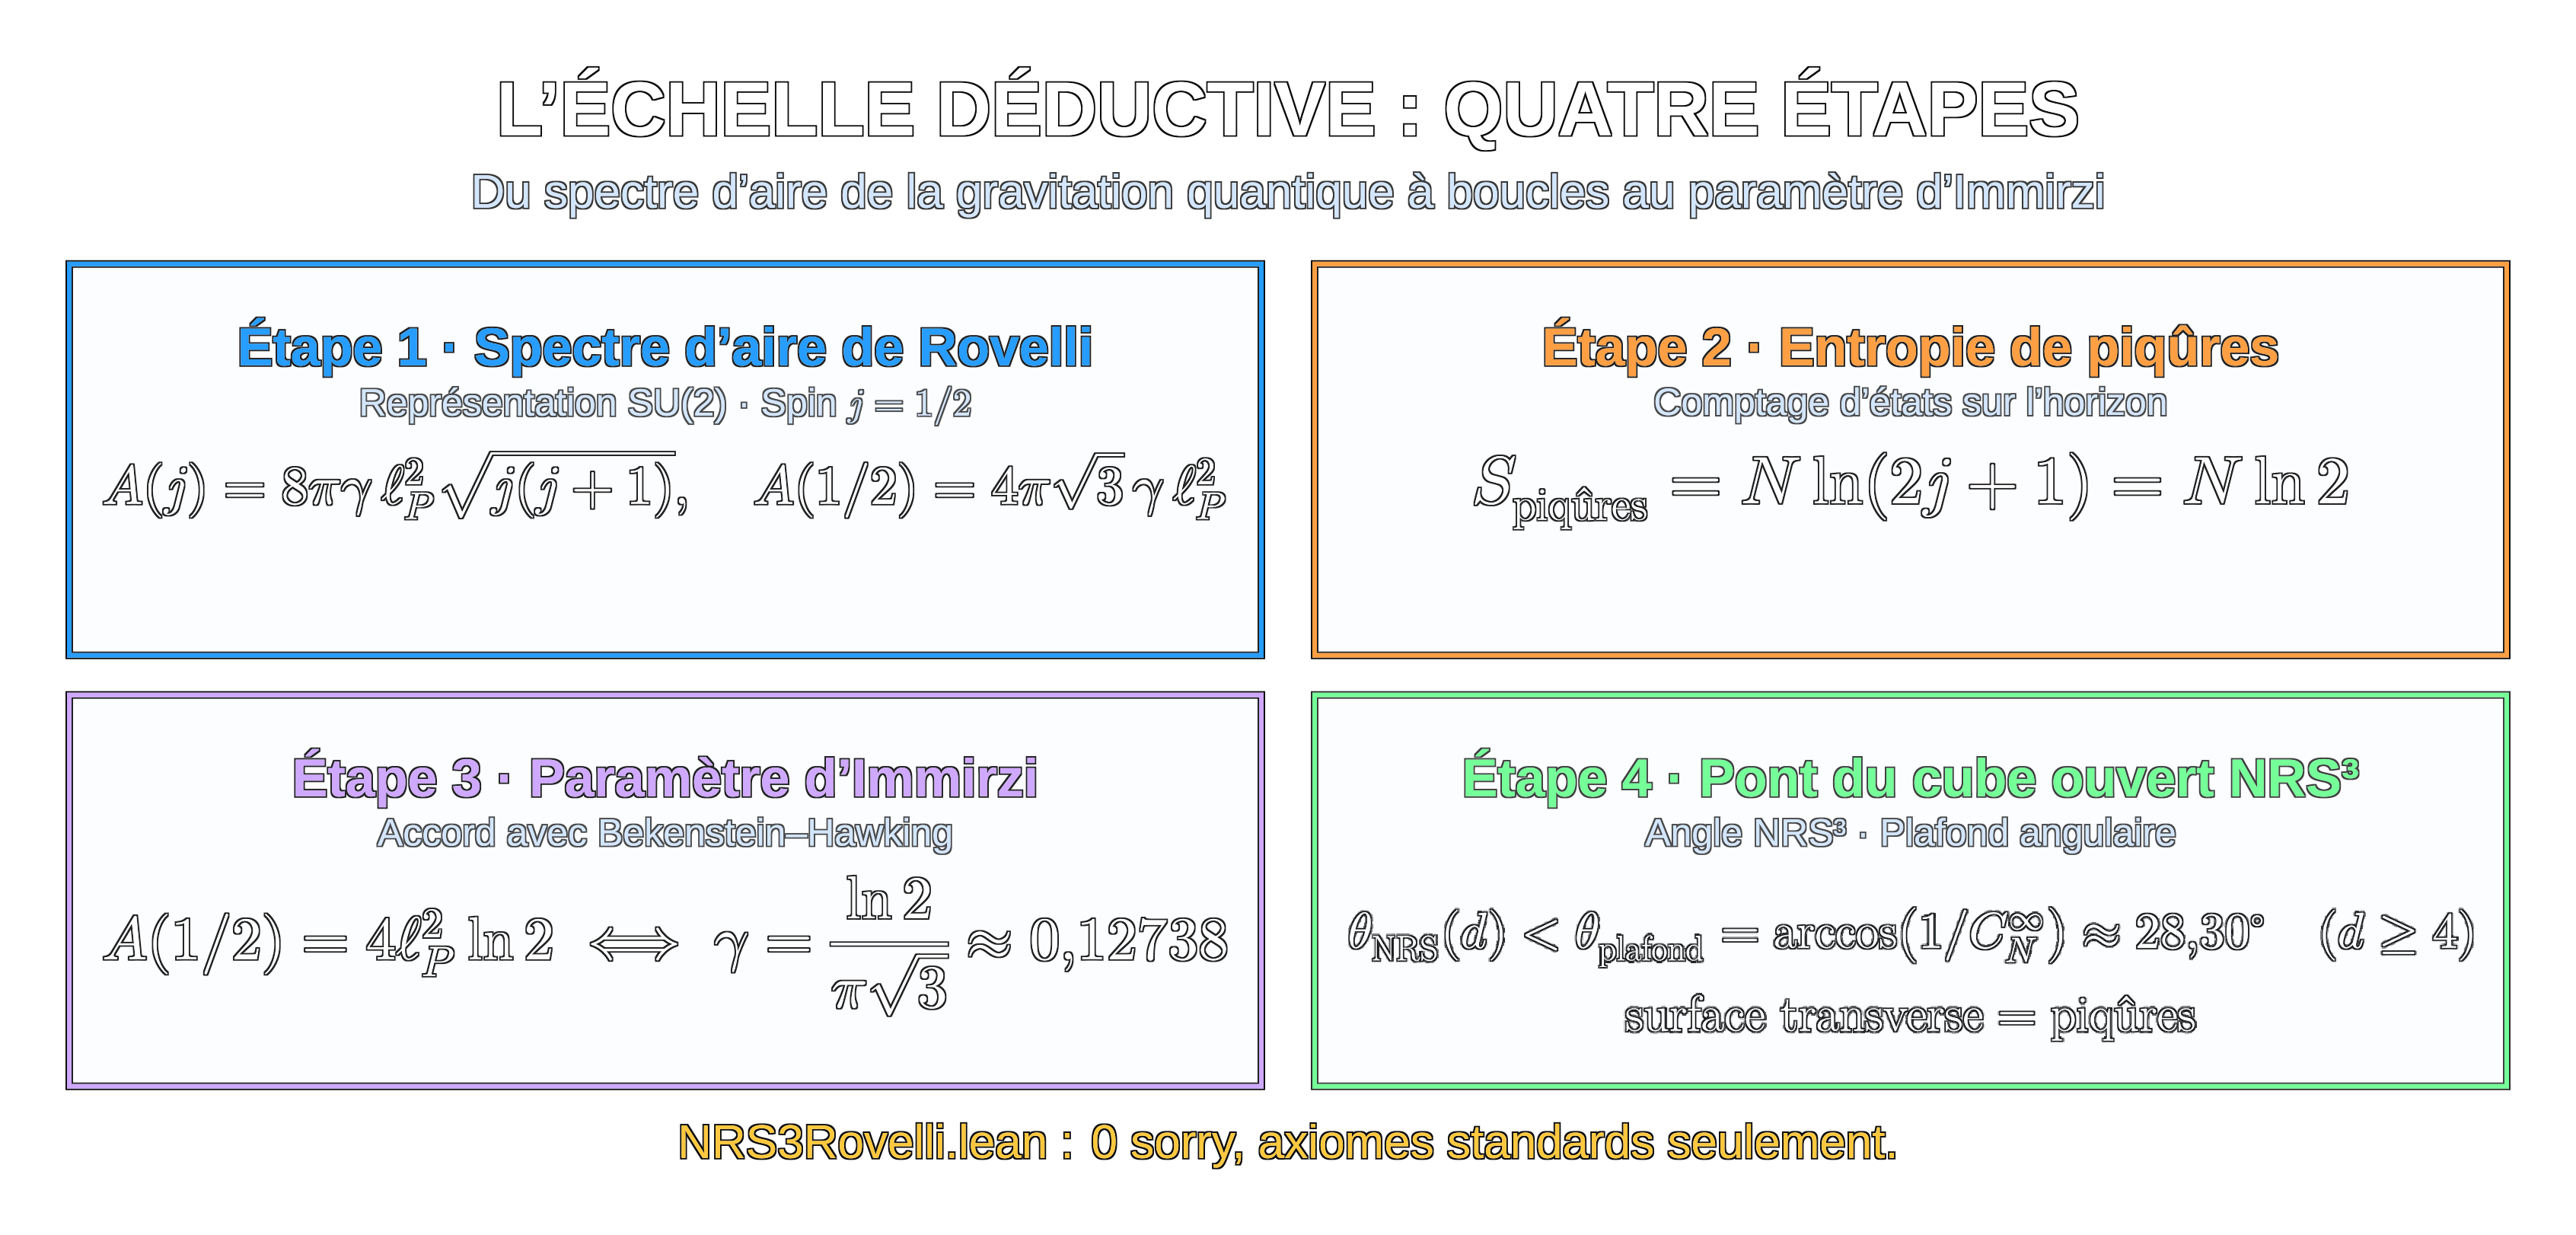 L’ÉCHELLE DÉDUCTIVE : QUATRE ÉTAPES
Du spectre d’aire de la gravitation quantique à boucles au paramètre d’Immirzi
Étape 1 · Spectre d’aire de Rovelli
Représentation SU(2) · Spin j = 1/2
A(j) = 8πγ ℓ_P^2 √(j(j + 1)), A(1/2) = 4π√3 γ ℓ_P^2
Étape 2 · Entropie de piqûres
Comptage d’états sur l’horizon
S_piqûres = N ln(2j + 1) = N ln 2
Étape 3 · Paramètre d’Immirzi
Accord avec Bekenstein–Hawking
A(1/2) = 4ℓ_P^2 ln 2 ⟺ γ = ln 2 / (π√3) ≈ 0,12738
Étape 4 · Pont du cube ouvert NRS³
Angle NRS³ · Plafond angulaire
θ_NRS(d) < θ_plafond = arccos(1/C_N^∞) ≈ 28,30° (d ≥ 4)
surface transverse = piqûres
NRS3Rovelli.lean : 0 sorry, axiomes standards seulement.